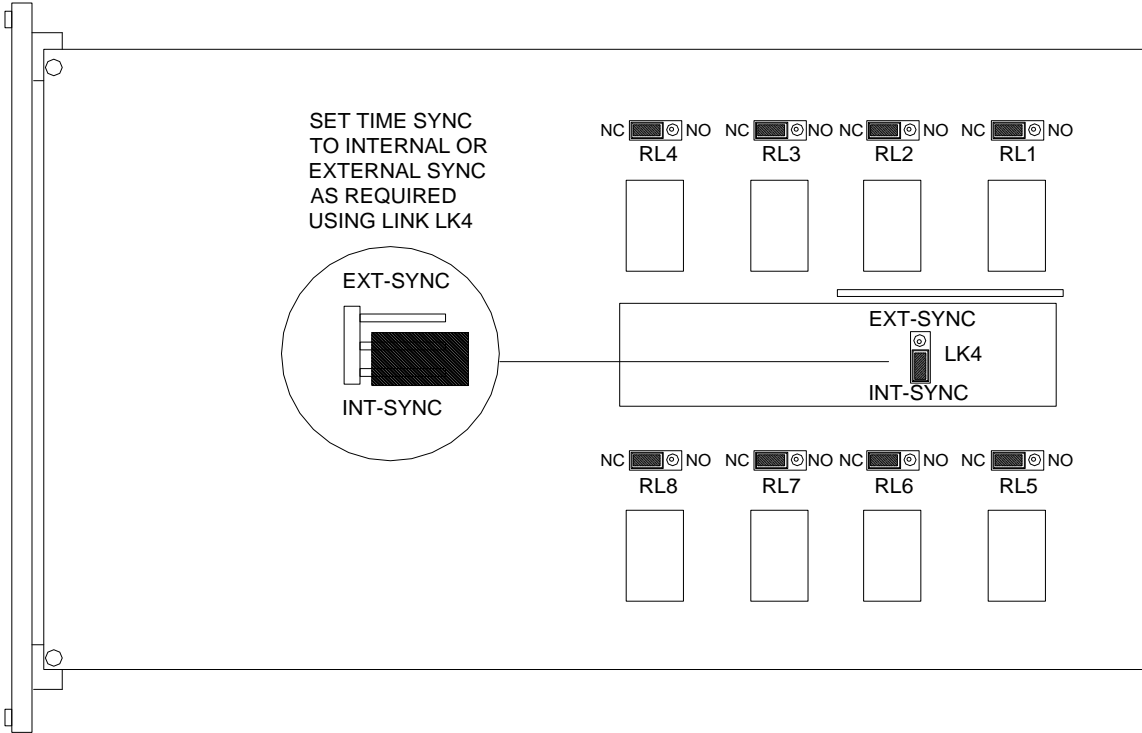 SET TIME SYNC
TO INTERNAL OR
EXTERNAL SYNC
AS REQUIRED
USING LINK LK4
EXT-SYNC
INT-SYNC
NC NO NC NO NC NO NC NO
RL4 RL3 RL2 RL1
EXT-SYNC
LK4
INT-SYNC
NC NO NC NO NC NO NC NO
RL8 RL7 RL6 RL5